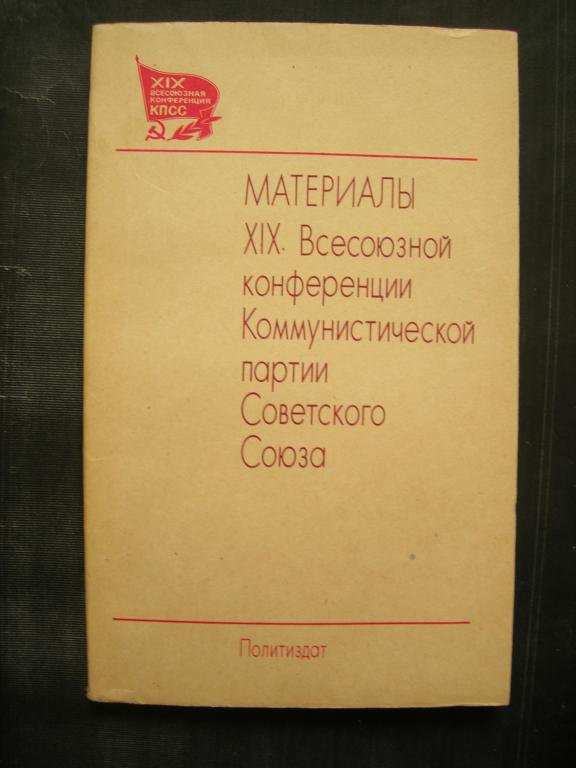 XIX
ВСЕСОЮЗНАЯ
КОНФЕРЕНЦИЯ
КПСС
МАТЕРИАЛЫ
XIX Всесоюзной
конференции
Коммунистической
партии
Советского
Союза
Политиздат